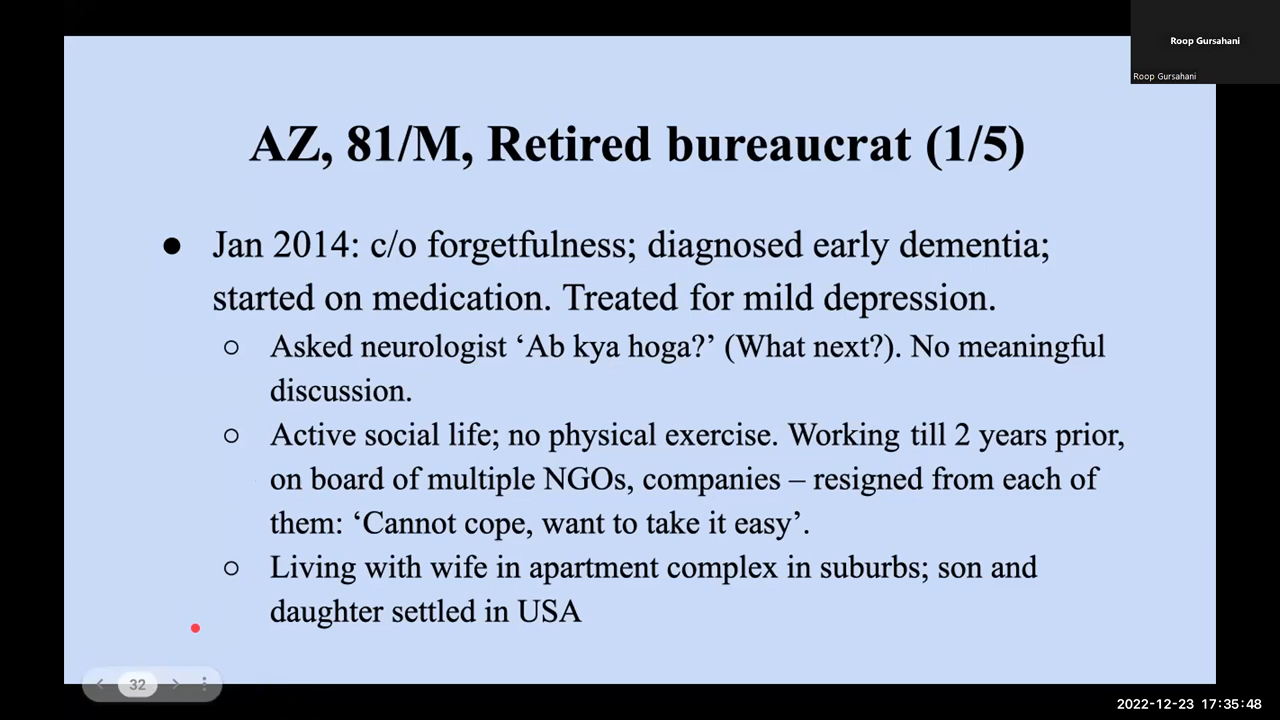 Roop Gursahani
Roop Gursahani
AZ, 81/M, Retired bureaucrat (1/5)
● Jan 2014: c/o forgetfulness; diagnosed early dementia;
started on medication. Treated for mild depression.
○ Asked neurologist ‘Ab kya hoga?’ (What next?). No meaningful
discussion.
○ Active social life; no physical exercise. Working till 2 years prior,
on board of multiple NGOs, companies – resigned from each of
them: ‘Cannot cope, want to take it easy’.
○ Living with wife in apartment complex in suburbs; son and
daughter settled in USA
32
2022-12-23 17:35:48